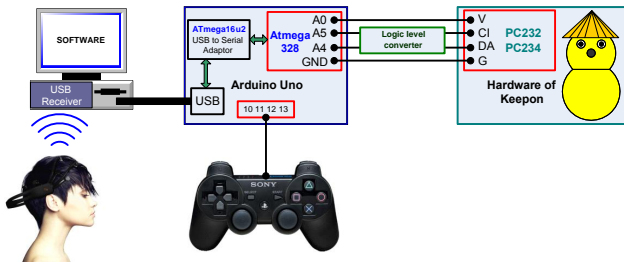 SOFTWARE
USB
Receiver
ATmega16u2
USB to Serial
Adaptor
Atmega
328
A0
A5
A4
GND
Arduino Uno
USB
10 11 12 13
Logic level
converter
V
CI
DA
G
PC232
PC234
Hardware of
Keepon
SONY